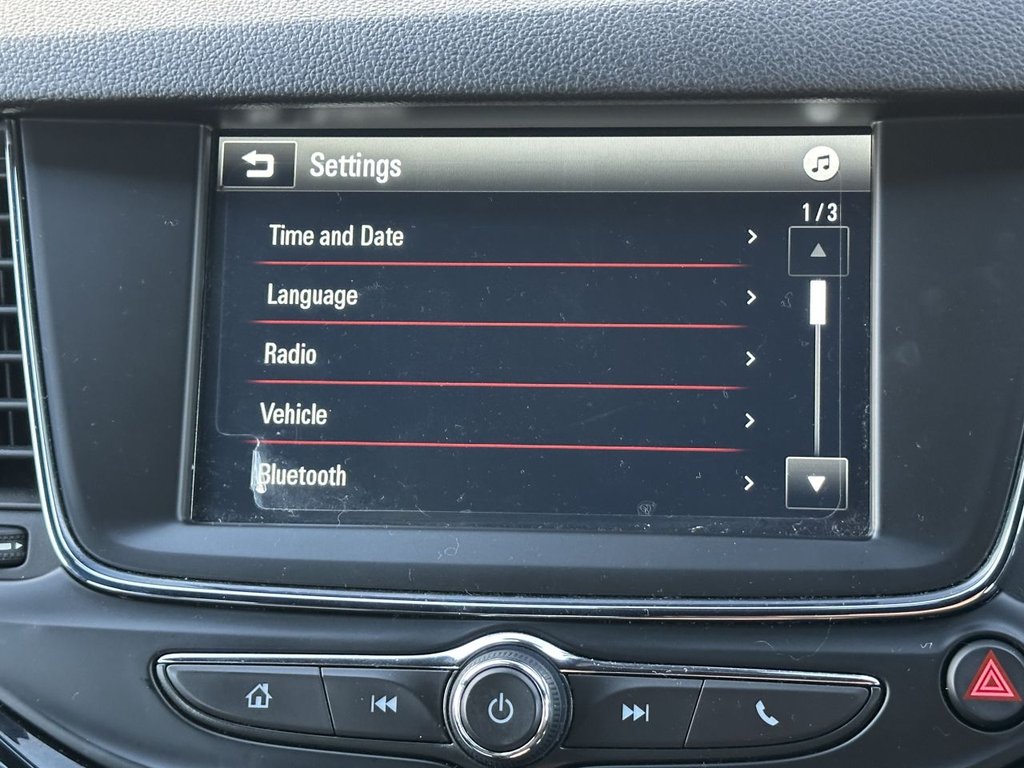 Settings
1/3
Time and Date
Language
Radio
Vehicle
Bluetooth